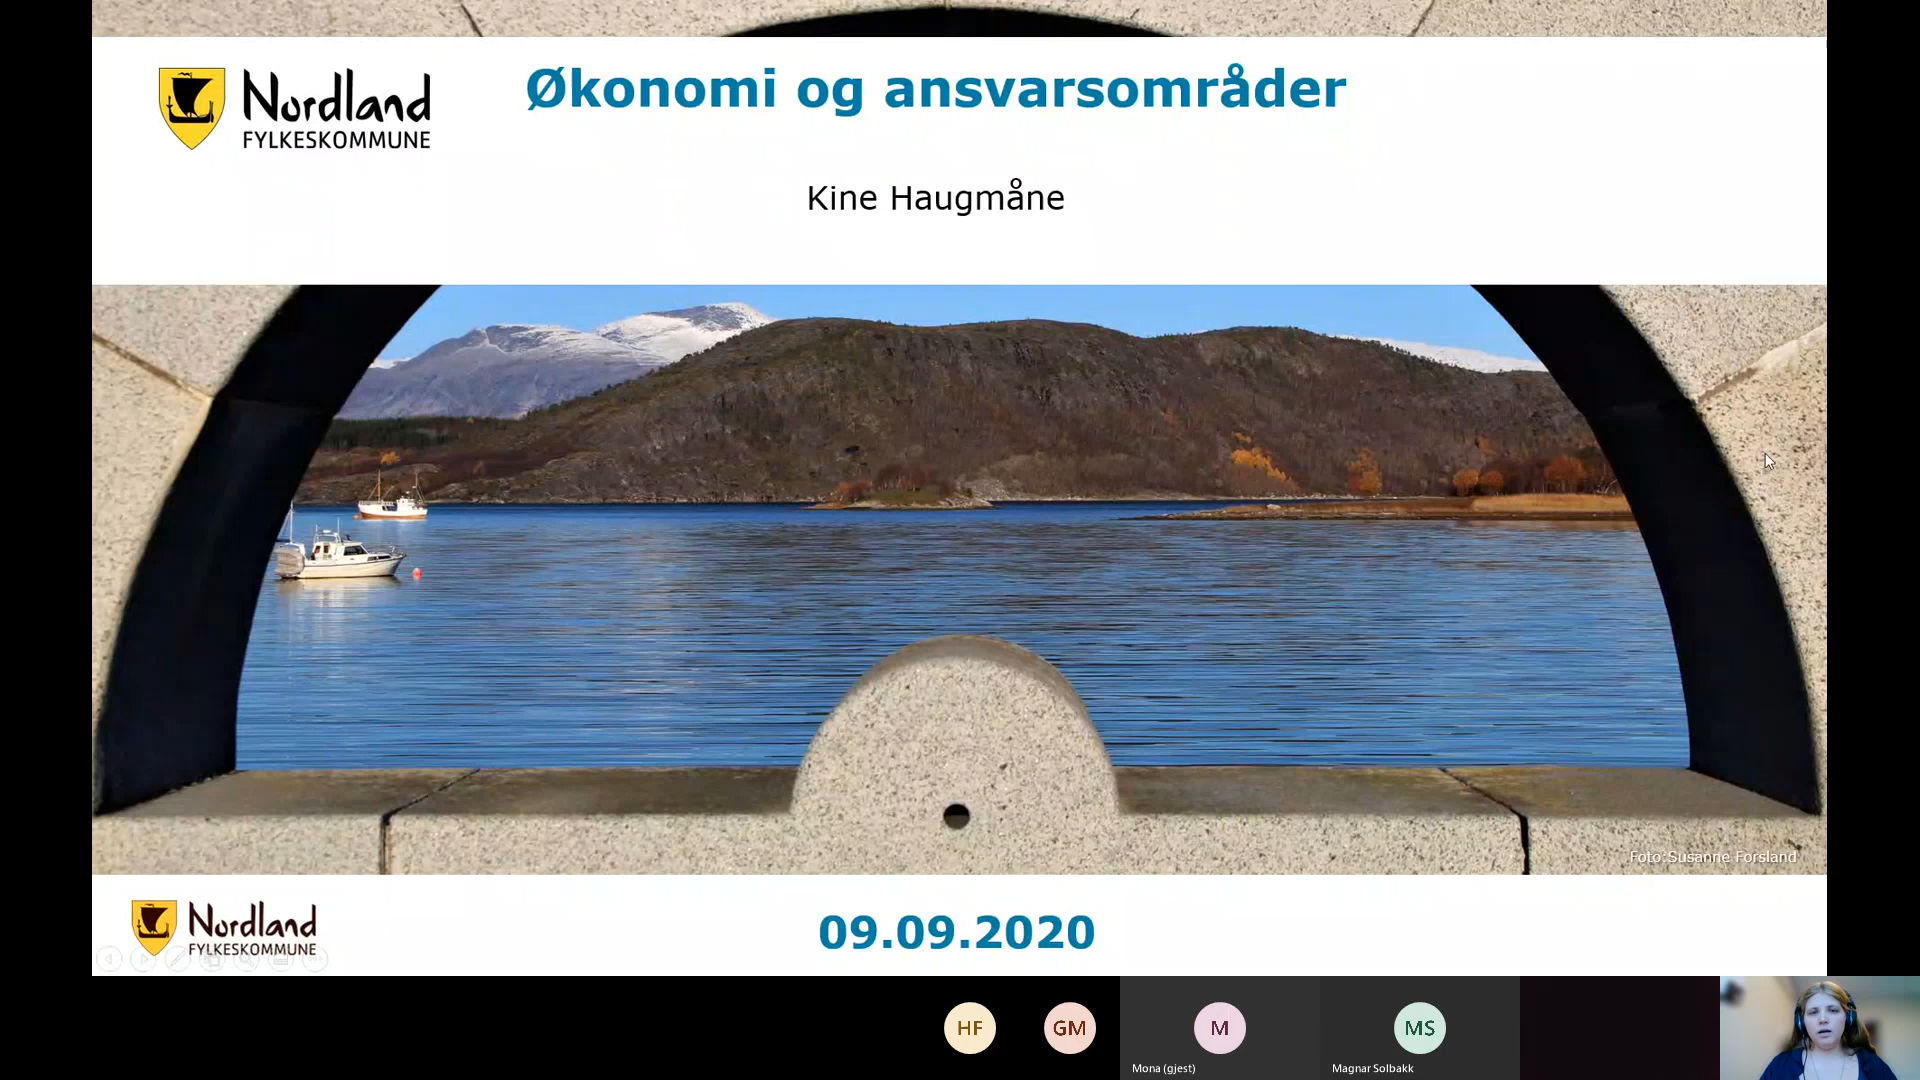 Nordland
FYLKESKOMMUNE
Økonomi og ansvarsområder
Kine Haugmåne
Foto:Susanne Forsland
Nordland
FYLKESKOMMUNE
09.09.2020
HF
GM
M
MS
Mona (gjest)
Magnar Solbakk